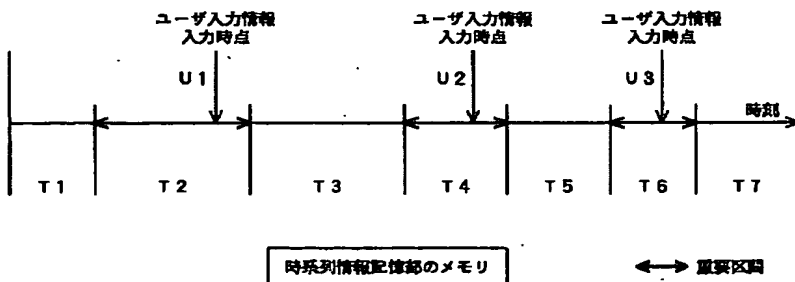 ユーザ入力情報
入力時点
ユーザ入力情報
入力時点
ユーザ入力情報
入力時点
U1
U2
U3
時刻
T1
T2
T3
T4
T5
T6
T7
時系列情報記憶部のメモリ
重要区間